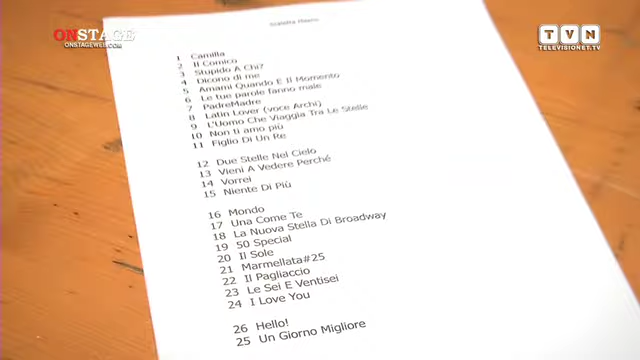 ONSTAGE
ONSTAGEWEB.COM
TVN
TELEVISIONET.TV
Scaletta Milano
1 Camilla
2 Il Comico
3 Stupido A Chi?
4 Dicono di me
5 Amami Quando E Il Momento
6 Le tue parole fanno male
7 PadreMadre
8 Latin Lover (voce Archi)
9 L'Uomo Che Viaggia Tra Le Stelle
10 Non ti amo più
11 Figlio Di Un Re
12 Due Stelle Nel Cielo
13 Vieni A Vedere Perché
14 Vorrei
15 Niente Di Più
16 Mondo
17 Una Come Te
18 La Nuova Stella Di Broadway
19 50 Special
20 Il Sole
21 Marmellata#25
22 Il Pagliaccio
23 Le Sei E Ventisei
24 I Love You
26 Hello!
25 Un Giorno Migliore